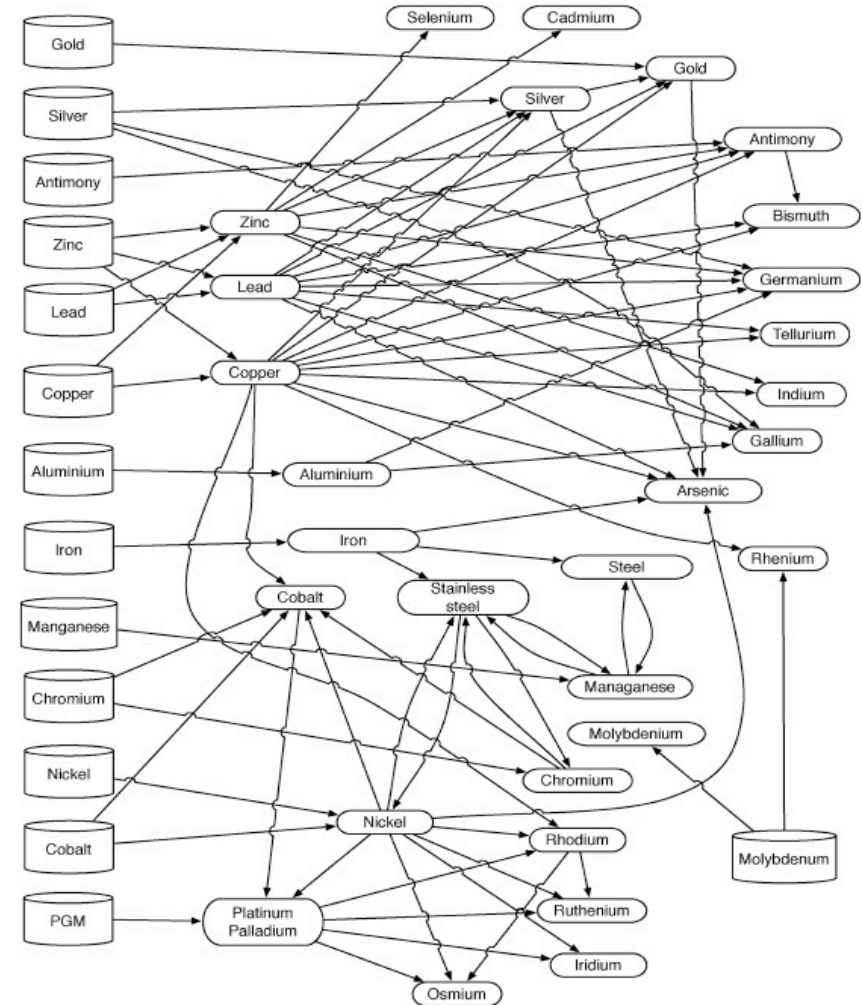 Selenium
Cadmium
Gold
Gold
Silver
Silver
Antimony
Antimony
Zinc
Bismuth
Zinc
Lead
Germanium
Lead
Tellurium
Copper
Copper
Indium
Gallium
Aluminium
Aluminium
Arsenic
Iron
Iron
Steel
Rhenium
Cobalt
Stainless
steel
Manganese
Managanese
Chromium
Molybdenium
Nickel
Chromium
Nickel
Rhodium
Cobalt
Molybdenum
PGM
Platinum
Palladium
Ruthenium
Iridium
Osmium